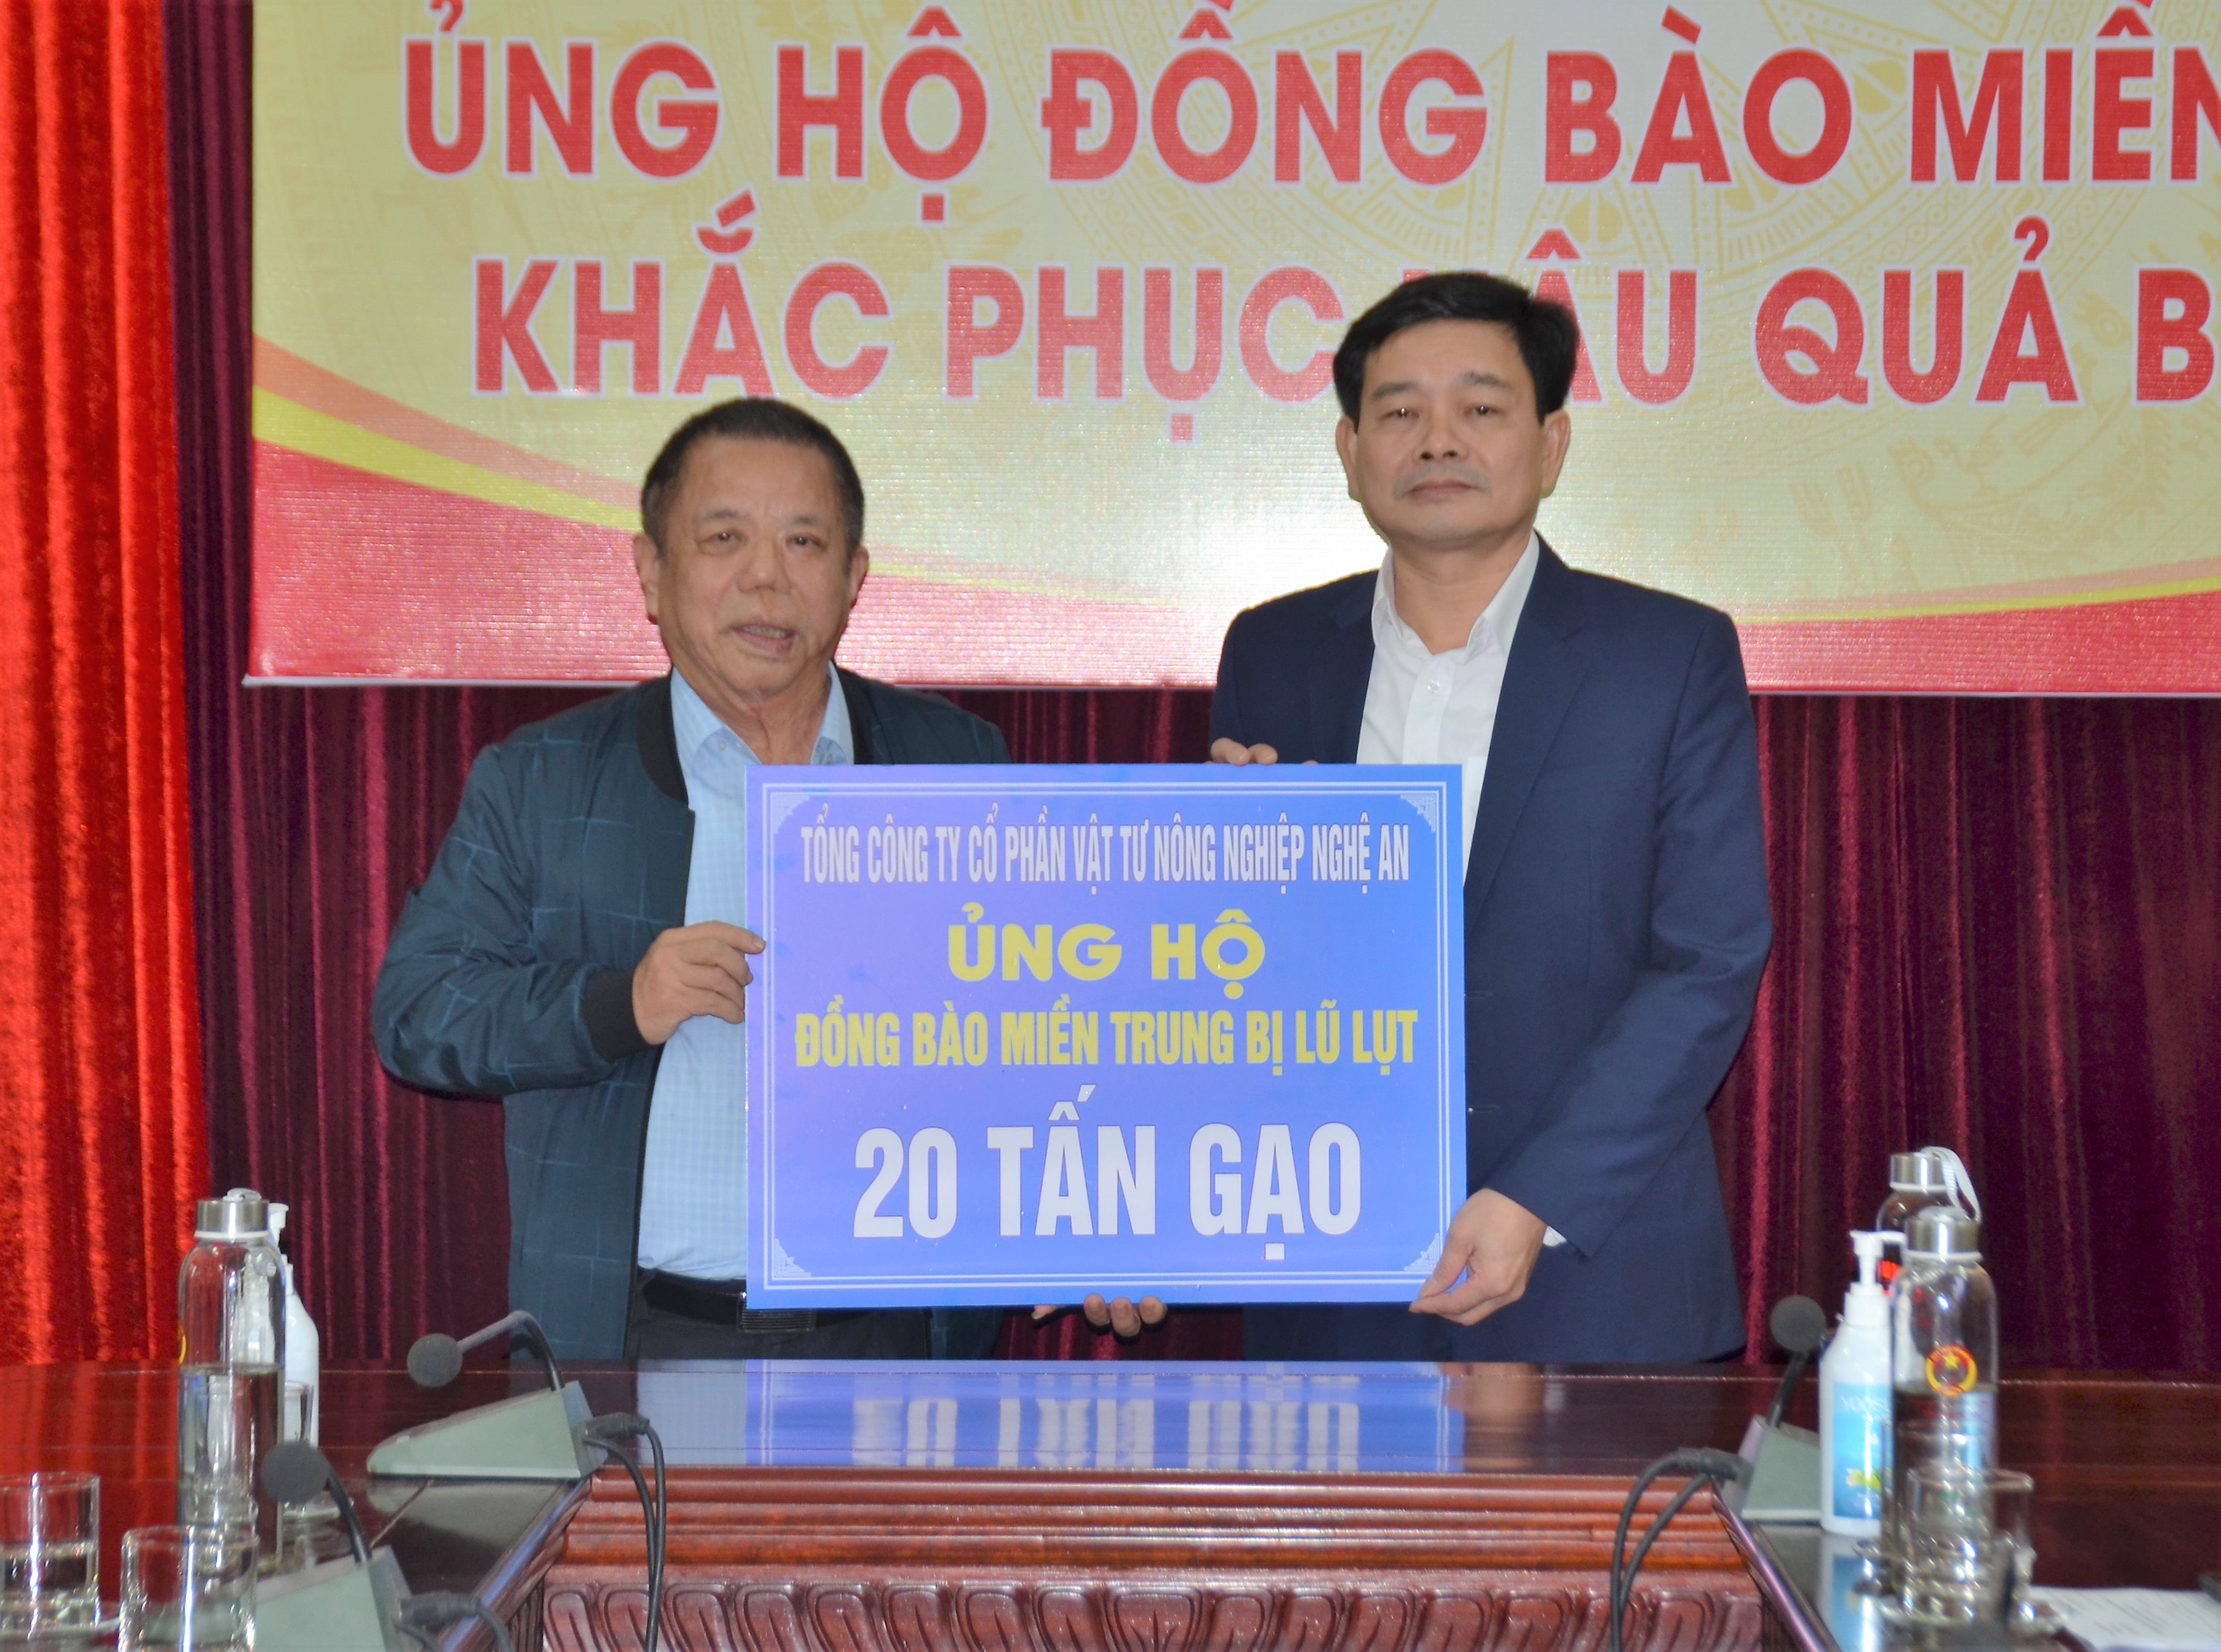 ỦNG HỘ ĐỒNG BÀO MIỀN
KHẮC PHỤC QUẢ B
TỔNG CÔNG TY CỔ PHẦN VẬT TƯ NÔNG NGHIỆP NGHỆ AN
ỦNG HỘ
ĐỒNG BÀO MIỀN TRUNG BỊ LŨ LỤT
20 TẤN GẠO